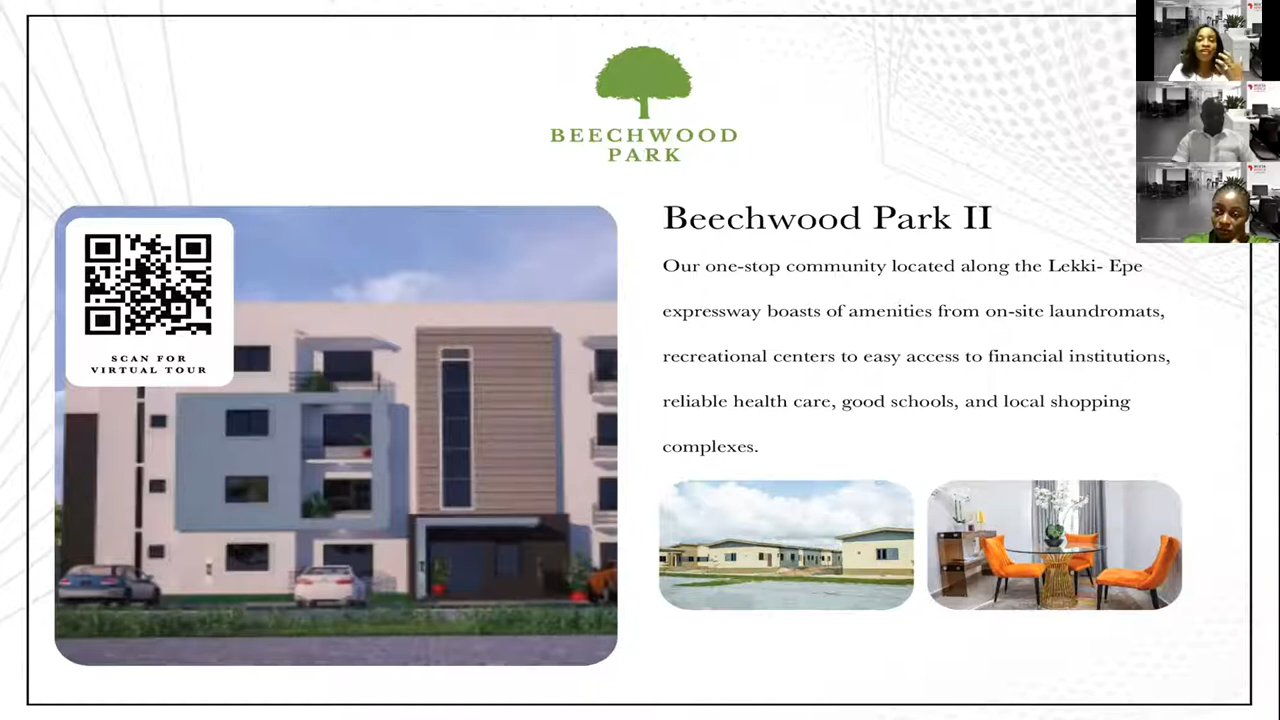 BEECHWOOD
PARK
SCAN FOR
VIRTUAL TOUR
Beechwood Park II
Our one-stop community located along the Lekki- Epe
expressway boasts of amenities from on-site laundromats,
recreational centers to easy access to financial institutions,
reliable health care, good schools, and local shopping
complexes.